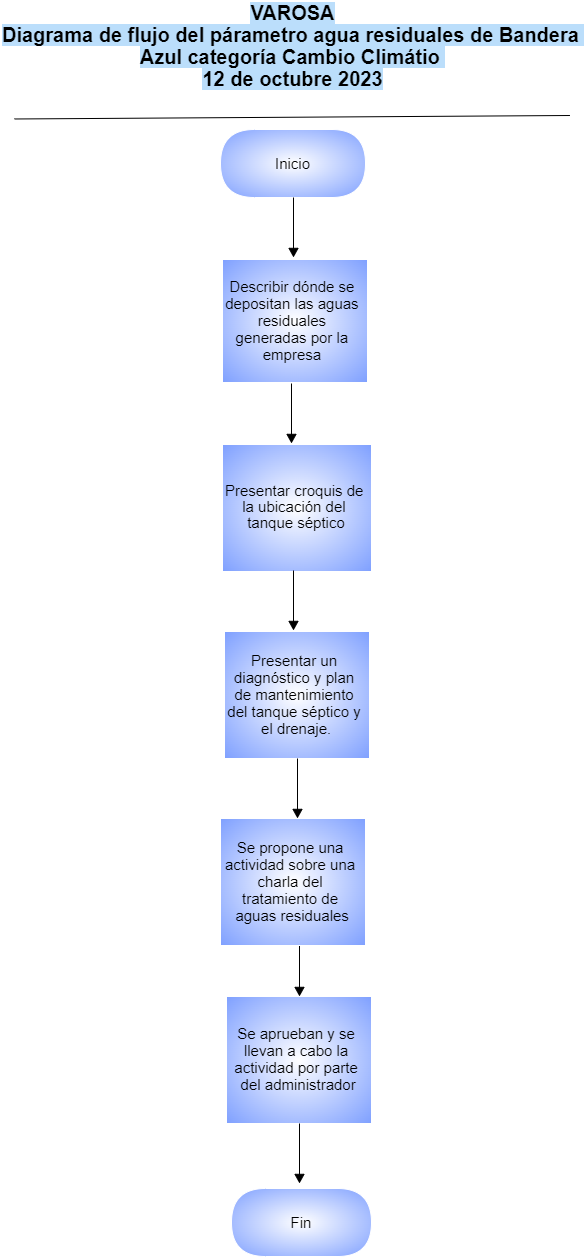 VAROSA
Diagrama de flujo del párametro agua residuales de Bandera
Azul categoría Cambio Climátio
12 de octubre 2023
Inicio
Describir dónde se
depositan las aguas
residuales
generadas por la
empresa
Presentar croquis de
la ubicación del
tanque séptico
Presentar un
diagnóstico y plan
de mantenimiento
del tanque séptico y
el drenaje.
Se propone una
actividad sobre una
charla del
tratamiento de
aguas residuales
Se aprueban y se
llevan a cabo la
actividad por parte
del administrador
Fin